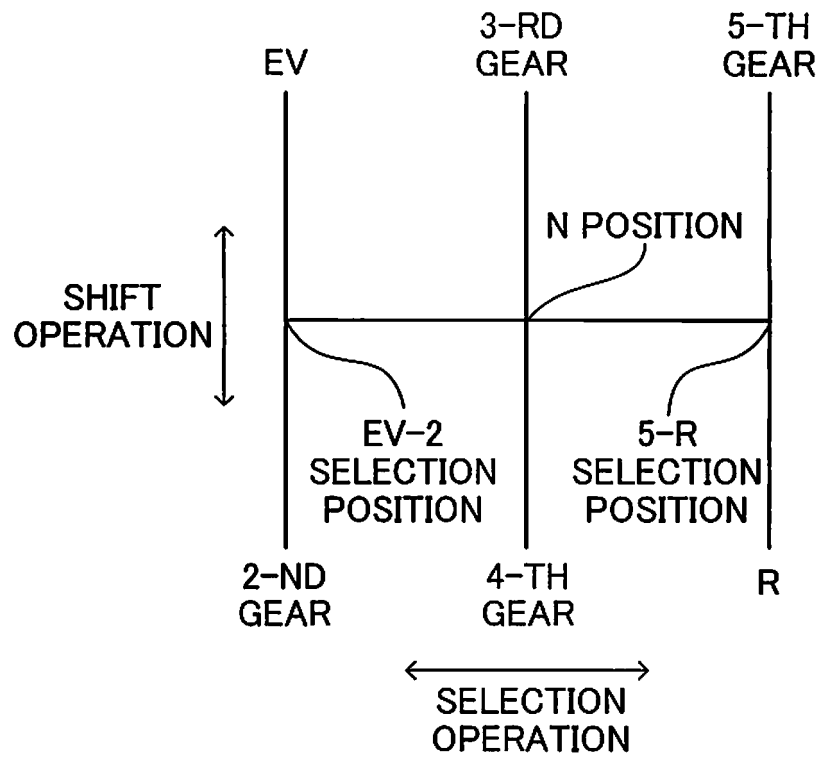 EV
3-RD
GEAR
5-TH
GEAR
N POSITION
SHIFT
OPERATION
EV-2
SELECTION
POSITION
5-R
SELECTION
POSITION
2-ND
GEAR
4-TH
GEAR
R
SELECTION
OPERATION